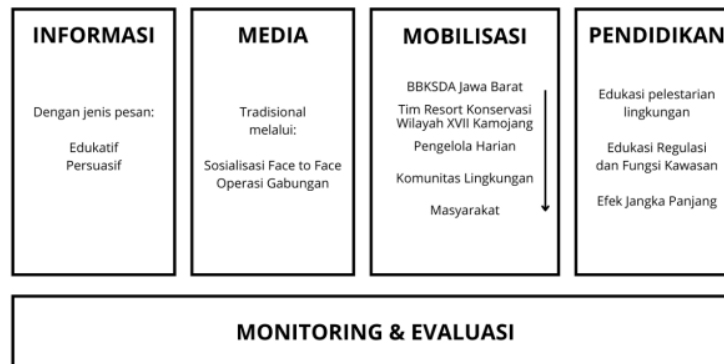 INFORMASI
Dengan jenis pesan:
Edukatif
Persuasif
MEDIA
Tradisional
melalui:
Sosialisasi Face to Face
Operasi Gabungan
MOBILISASI
BBKSDA Jawa Barat
Tim Resort Konservasi
Wilayah XVII Kamojang
Pengelola Harian
Komunitas Lingkungan
Masyarakat
PENDIDIKAN
Edukasi pelestarian
lingkungan
Edukasi Regulasi
dan Fungsi Kawasan
Efek Jangka Panjang
MONITORING & EVALUASI